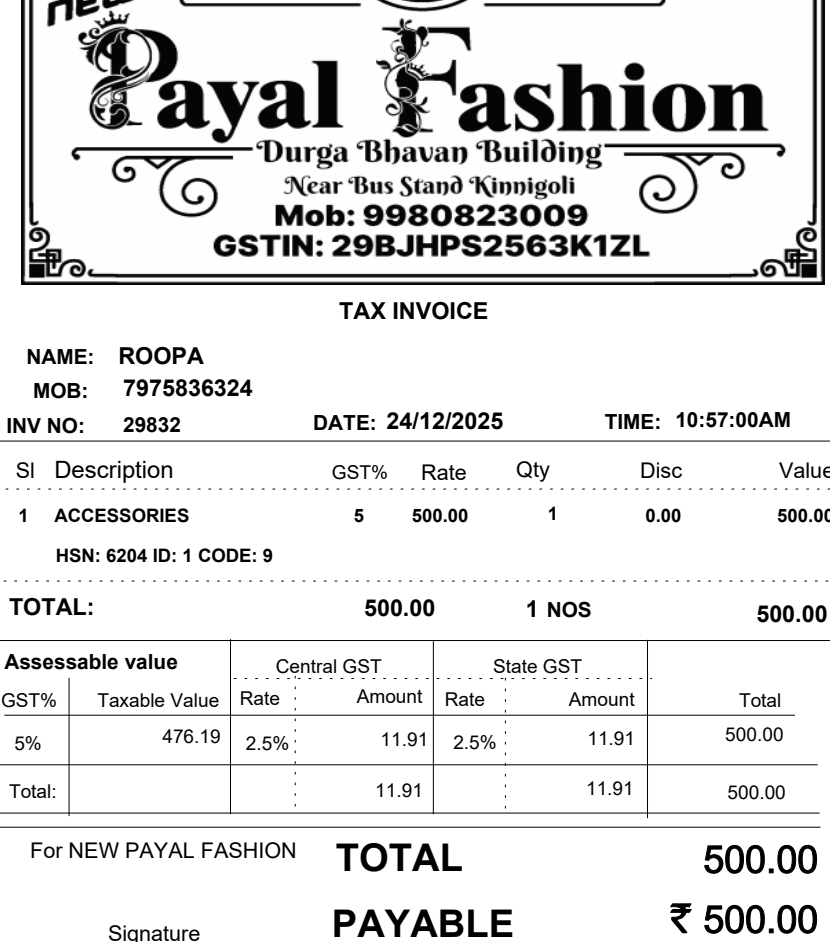 new
Payal Fashion
Durga Bhavan Building
Near Bus Stand Kinnigoli
Mob: 9980823009
GSTIN: 29BJHPS2563K1ZL
TAX INVOICE
NAME: ROOPA
MOB: 7975836324
INV NO: 29832 DATE: 24/12/2025 TIME: 10:57:00AM
Sl Description GST% Rate Qty Disc Value
1 ACCESSORIES 5 500.00 1 0.00 500.00
HSN: 6204 ID: 1 CODE: 9
TOTAL: 500.00 1 NOS 500.00
Assessable value Central GST State GST
GST% Taxable Value Rate Amount Rate Amount Total
5% 476.19 2.5% 11.91 2.5% 11.91 500.00
Total: 11.91 11.91 500.00
For NEW PAYAL FASHION TOTAL 500.00
Signature PAYABLE ₹ 500.00